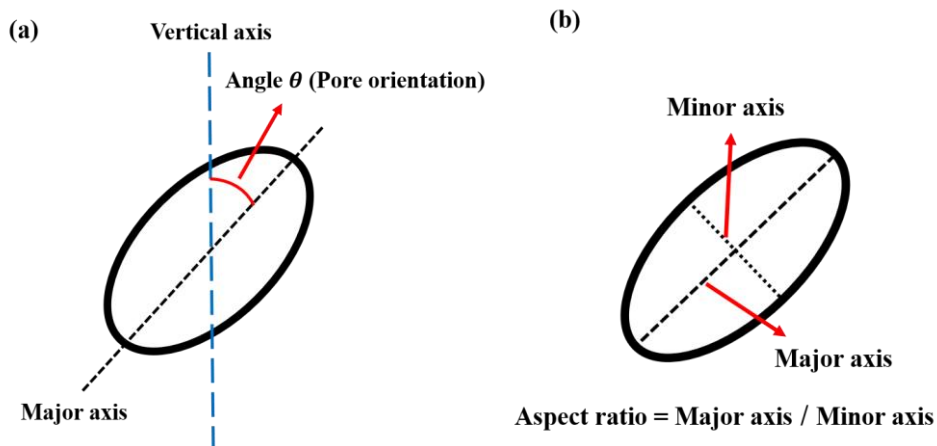 (a)
Vertical axis
Angle θ (Pore orientation)
Major axis
(b)
Minor axis
Major axis
Aspect ratio = Major axis / Minor axis